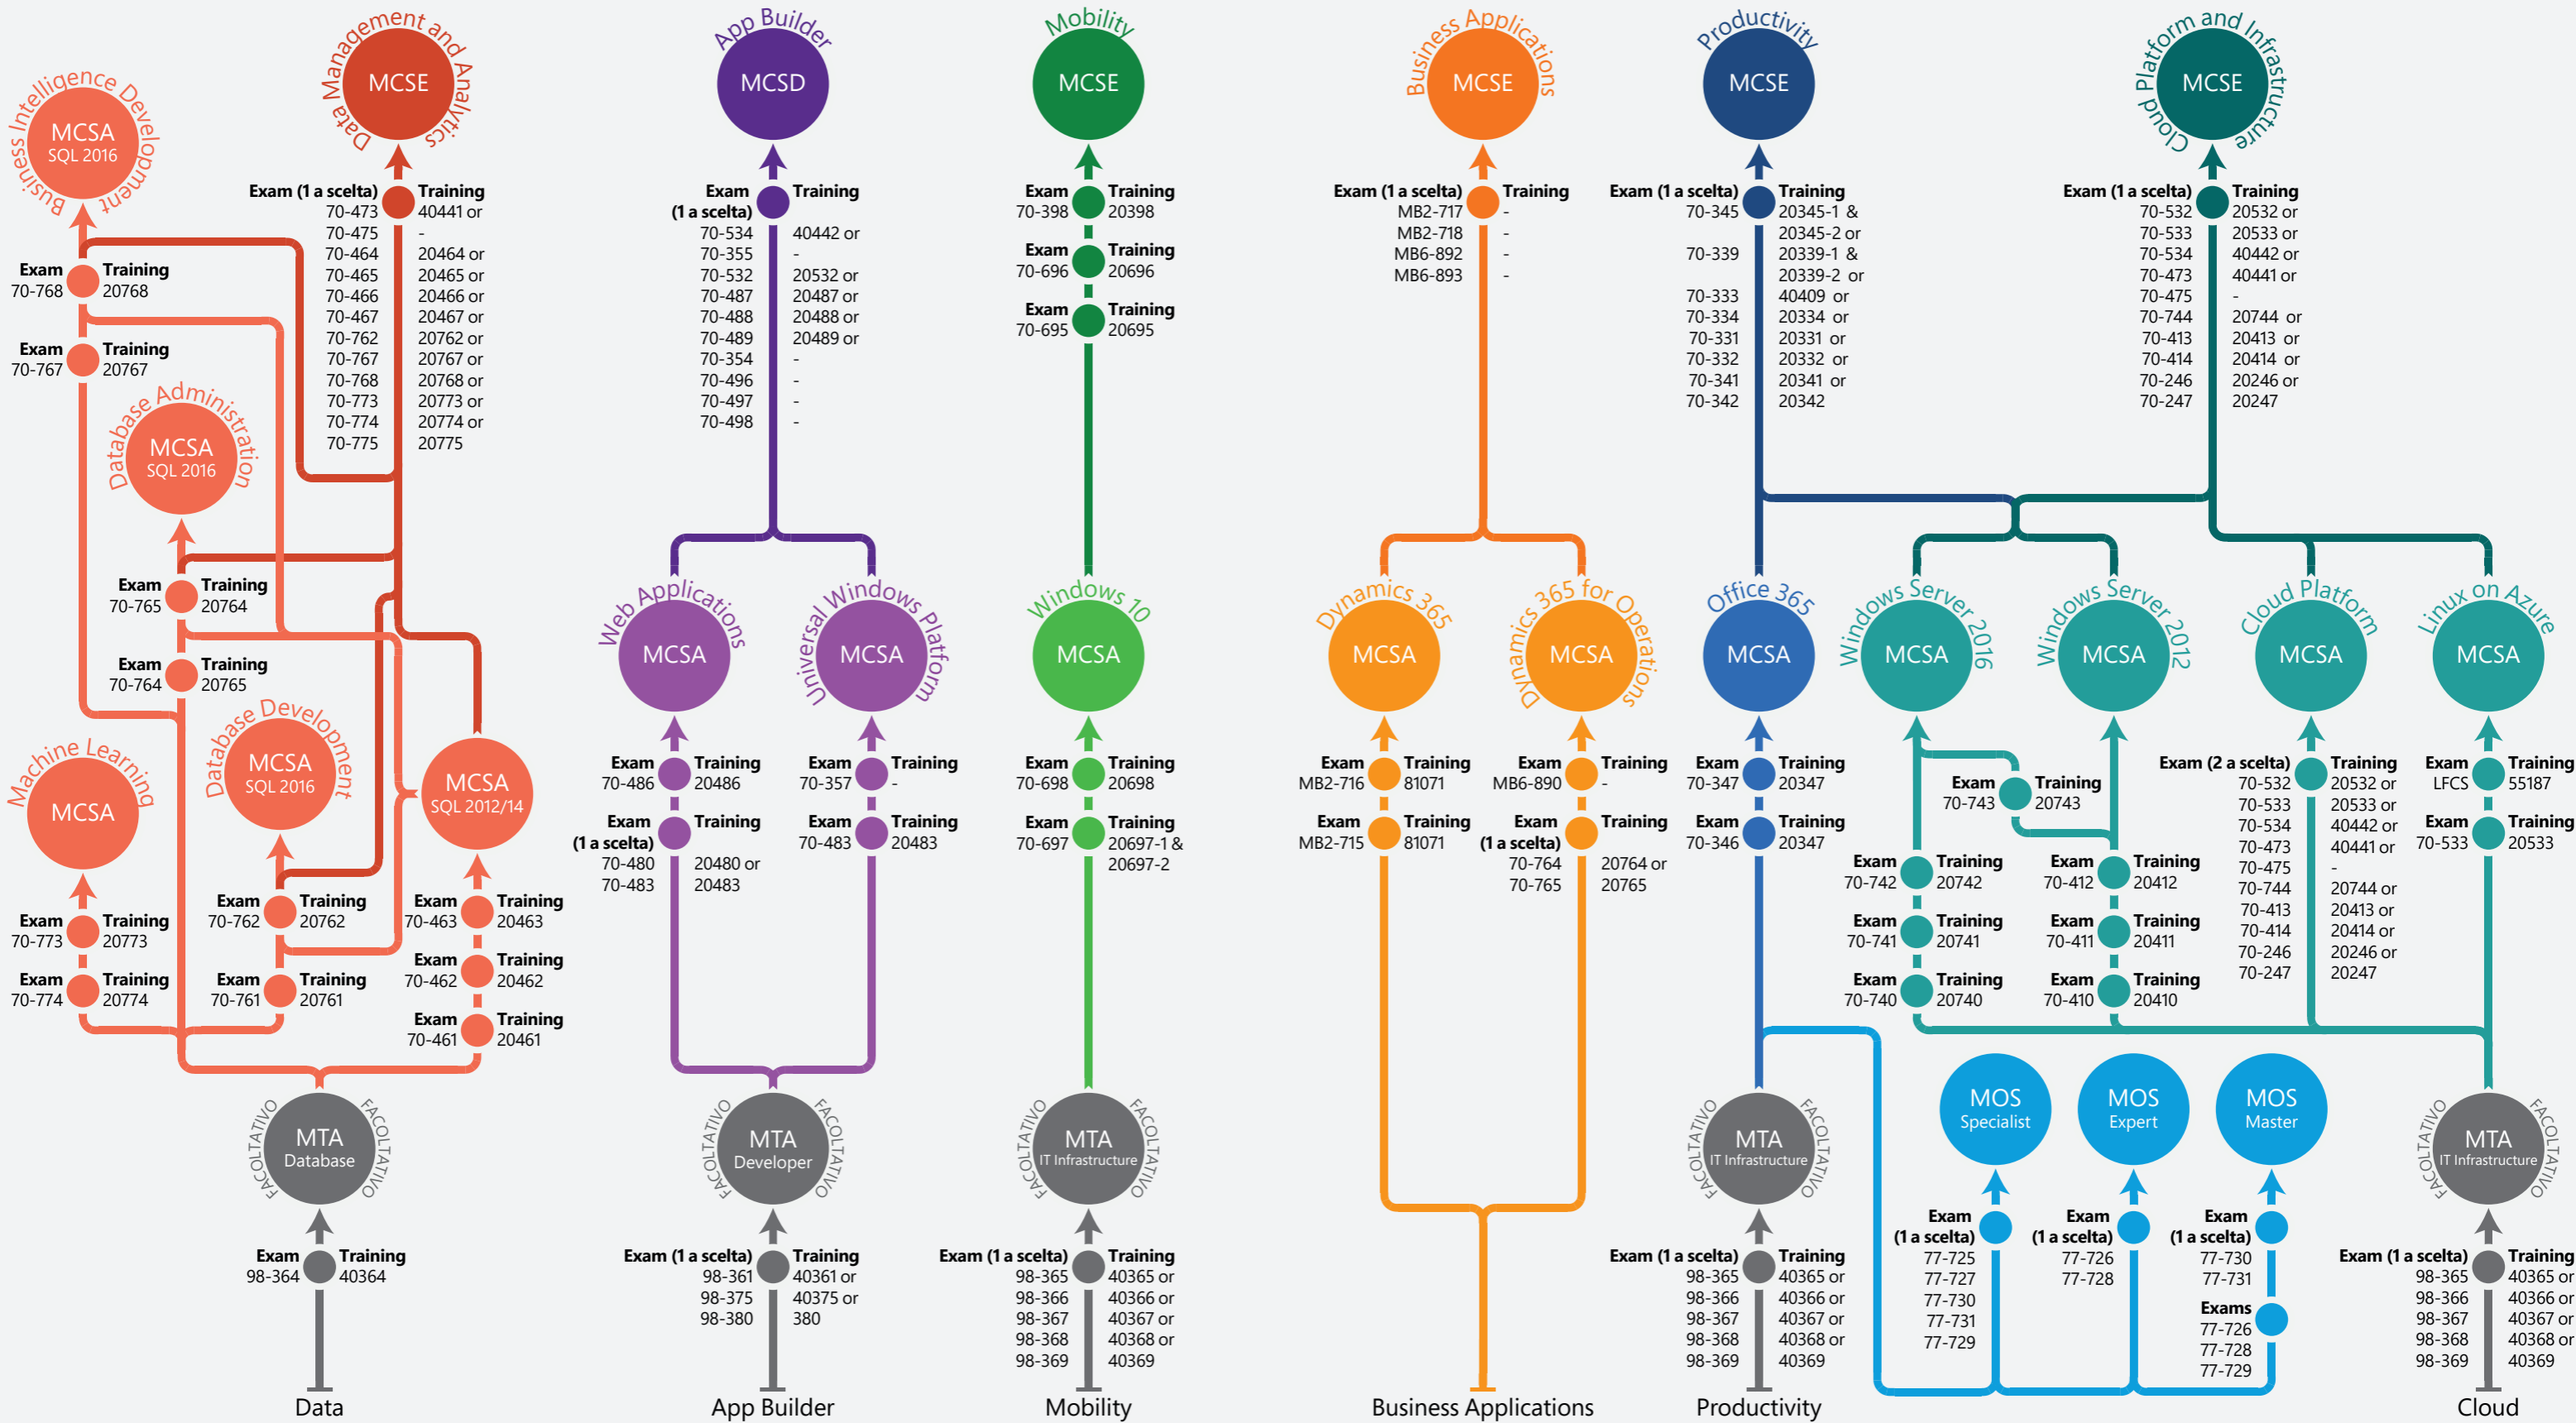 Business Intelligence Development
MCSA
SQL 2016
Exam Training
70-768 20768
Exam Training
70-767 20767
Data Management and Analytics
MCSE
Exam (1 a scelta) Training
70-473 40441 or
70-475 -
70-464 20464 or
70-465 20465 or
70-466 20466 or
70-467 20467 or
70-762 20762 or
70-767 20767 or
70-768 20768 or
70-773 20773 or
70-774 20774 or
70-775 20775
Database Administration
MCSA
SQL 2016
Exam Training
70-765 20764
Exam Training
70-764 20765
Machine Learning
MCSA
Exam Training
70-773 20773
Exam Training
70-774 20774
Database Development
MCSA
SQL 2016
Exam Training
70-762 20762
Exam Training
70-761 20761
MCSA
SQL 2012/14
Exam Training
70-463 20463
Exam Training
70-462 20462
Exam Training
70-461 20461
FACOLTATIVO
FACOLTATIVO
MTA
Database
Exam Training
98-364 40364
Data
App Builder
MCSD
Exam Training
(1 a scelta)
70-534 40442 or
70-355 -
70-532 20532 or
70-487 20487 or
70-488 20488 or
70-489 20489 or
70-354 -
70-496 -
70-497 -
70-498 -
Web Applications
MCSA
Exam Training
70-486 20486
Exam Training
(1 a scelta)
70-480 20480 or
70-483 20483
Universal Windows Platform
MCSA
Exam Training
70-357 -
Exam Training
70-483 20483
FACOLTATIVO
FACOLTATIVO
MTA
Developer
Exam (1 a scelta) Training
98-361 40361 or
98-375 40375 or
98-380 380
App Builder
Mobility
MCSE
Exam Training
70-398 20398
Exam Training
70-696 20696
Exam Training
70-695 20695
Windows 10
MCSA
Exam Training
70-698 20698
Exam Training
70-697 20697-1 &
20697-2
FACOLTATIVO
FACOLTATIVO
MTA
IT Infrastructure
Exam (1 a scelta) Training
98-365 40365 or
98-366 40366 or
98-367 40367 or
98-368 40368 or
98-369 40369
Mobility
Business Applications
MCSE
Exam (1 a scelta) Training
MB2-717 -
MB2-718 -
MB6-892 -
MB6-893 -
Dynamics 365
MCSA
Exam Training
MB2-716 81071
Exam Training
MB2-715 81071
Dynamics 365 for Operations
MCSA
Exam Training
MB6-890 -
Exam Training
(1 a scelta)
70-764 20764 or
70-765 20765
Business Applications
Productivity
MCSE
Exam (1 a scelta) Training
70-345 20345-1 &
20345-2 or
70-339 20339-1 &
20339-2 or
70-333 40409 or
70-334 20334 or
70-331 20331 or
70-332 20332 or
70-341 20341 or
70-342 20342
Office 365
MCSA
Exam Training
70-347 20347
Exam Training
70-346 20347
FACOLTATIVO
FACOLTATIVO
MTA
IT Infrastructure
Exam (1 a scelta) Training
98-365 40365 or
98-366 40366 or
98-367 40367 or
98-368 40368 or
98-369 40369
Productivity
MOS
Specialist
Exam
(1 a scelta)
77-725
77-727
77-730
77-731
77-729
MOS
Expert
Exam
(1 a scelta)
77-726
77-728
MOS
Master
Exam
(1 a scelta)
77-730
77-731
Exams
77-726
77-728
77-729
Cloud Platform and Infrastructure
MCSE
Exam (1 a scelta) Training
70-532 20532 or
70-533 20533 or
70-534 40442 or
70-473 40441 or
70-475 -
70-744 20744 or
70-413 20413 or
70-414 20414 or
70-246 20246 or
70-247 20247
Windows Server 2016
MCSA
Exam Training
70-743 20743
Exam Training
70-742 20742
Exam Training
70-741 20741
Exam Training
70-740 20740
Windows Server 2012
MCSA
Exam Training
70-412 20412
Exam Training
70-411 20411
Exam Training
70-410 20410
Cloud Platform
MCSA
Exam (2 a scelta) Training
70-532 20532 or
70-533 20533 or
70-534 40442 or
70-473 40441 or
70-475 -
70-744 20744 or
70-413 20413 or
70-414 20414 or
70-246 20246 or
70-247 20247
Linux on Azure
MCSA
Exam Training
LFCS 55187
Exam Training
70-533 20533
FACOLTATIVO
FACOLTATIVO
MTA
IT Infrastructure
Exam (1 a scelta) Training
98-365 40365 or
98-366 40366 or
98-367 40367 or
98-368 40368 or
98-369 40369
Cloud